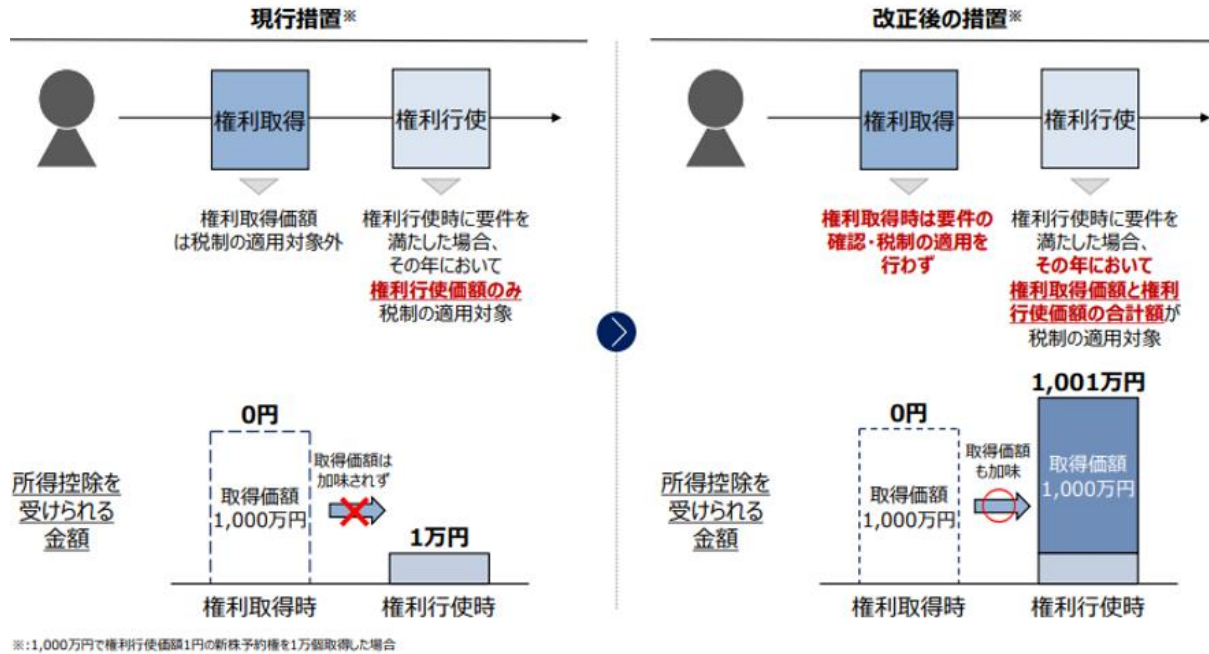 現行措置※
権利取得
権利行使
権利取得価額
は税制の適用対象外
権利行使時に要件を
満たした場合、
その年において
権利行使価額のみ
税制の適用対象
所得控除を
受けられる
金額
0円
取得価額
1,000万円
取得価額は
加味されず
1万円
権利取得時
権利行使時
改正後の措置※
権利取得
権利行使
権利取得時は要件の
確認・税制の適用を
行わず
権利行使時に要件を
満たした場合、
その年において
権利取得価額と権利
行使価額の合計額が
税制の適用対象
所得控除を
受けられる
金額
0円
取得価額
1,000万円
取得価額
も加味
1,001万円
取得価額
1,000万円
権利取得時
権利行使時
※:1,000万円で権利行使価額1円の新株予約権を1万個取得した場合